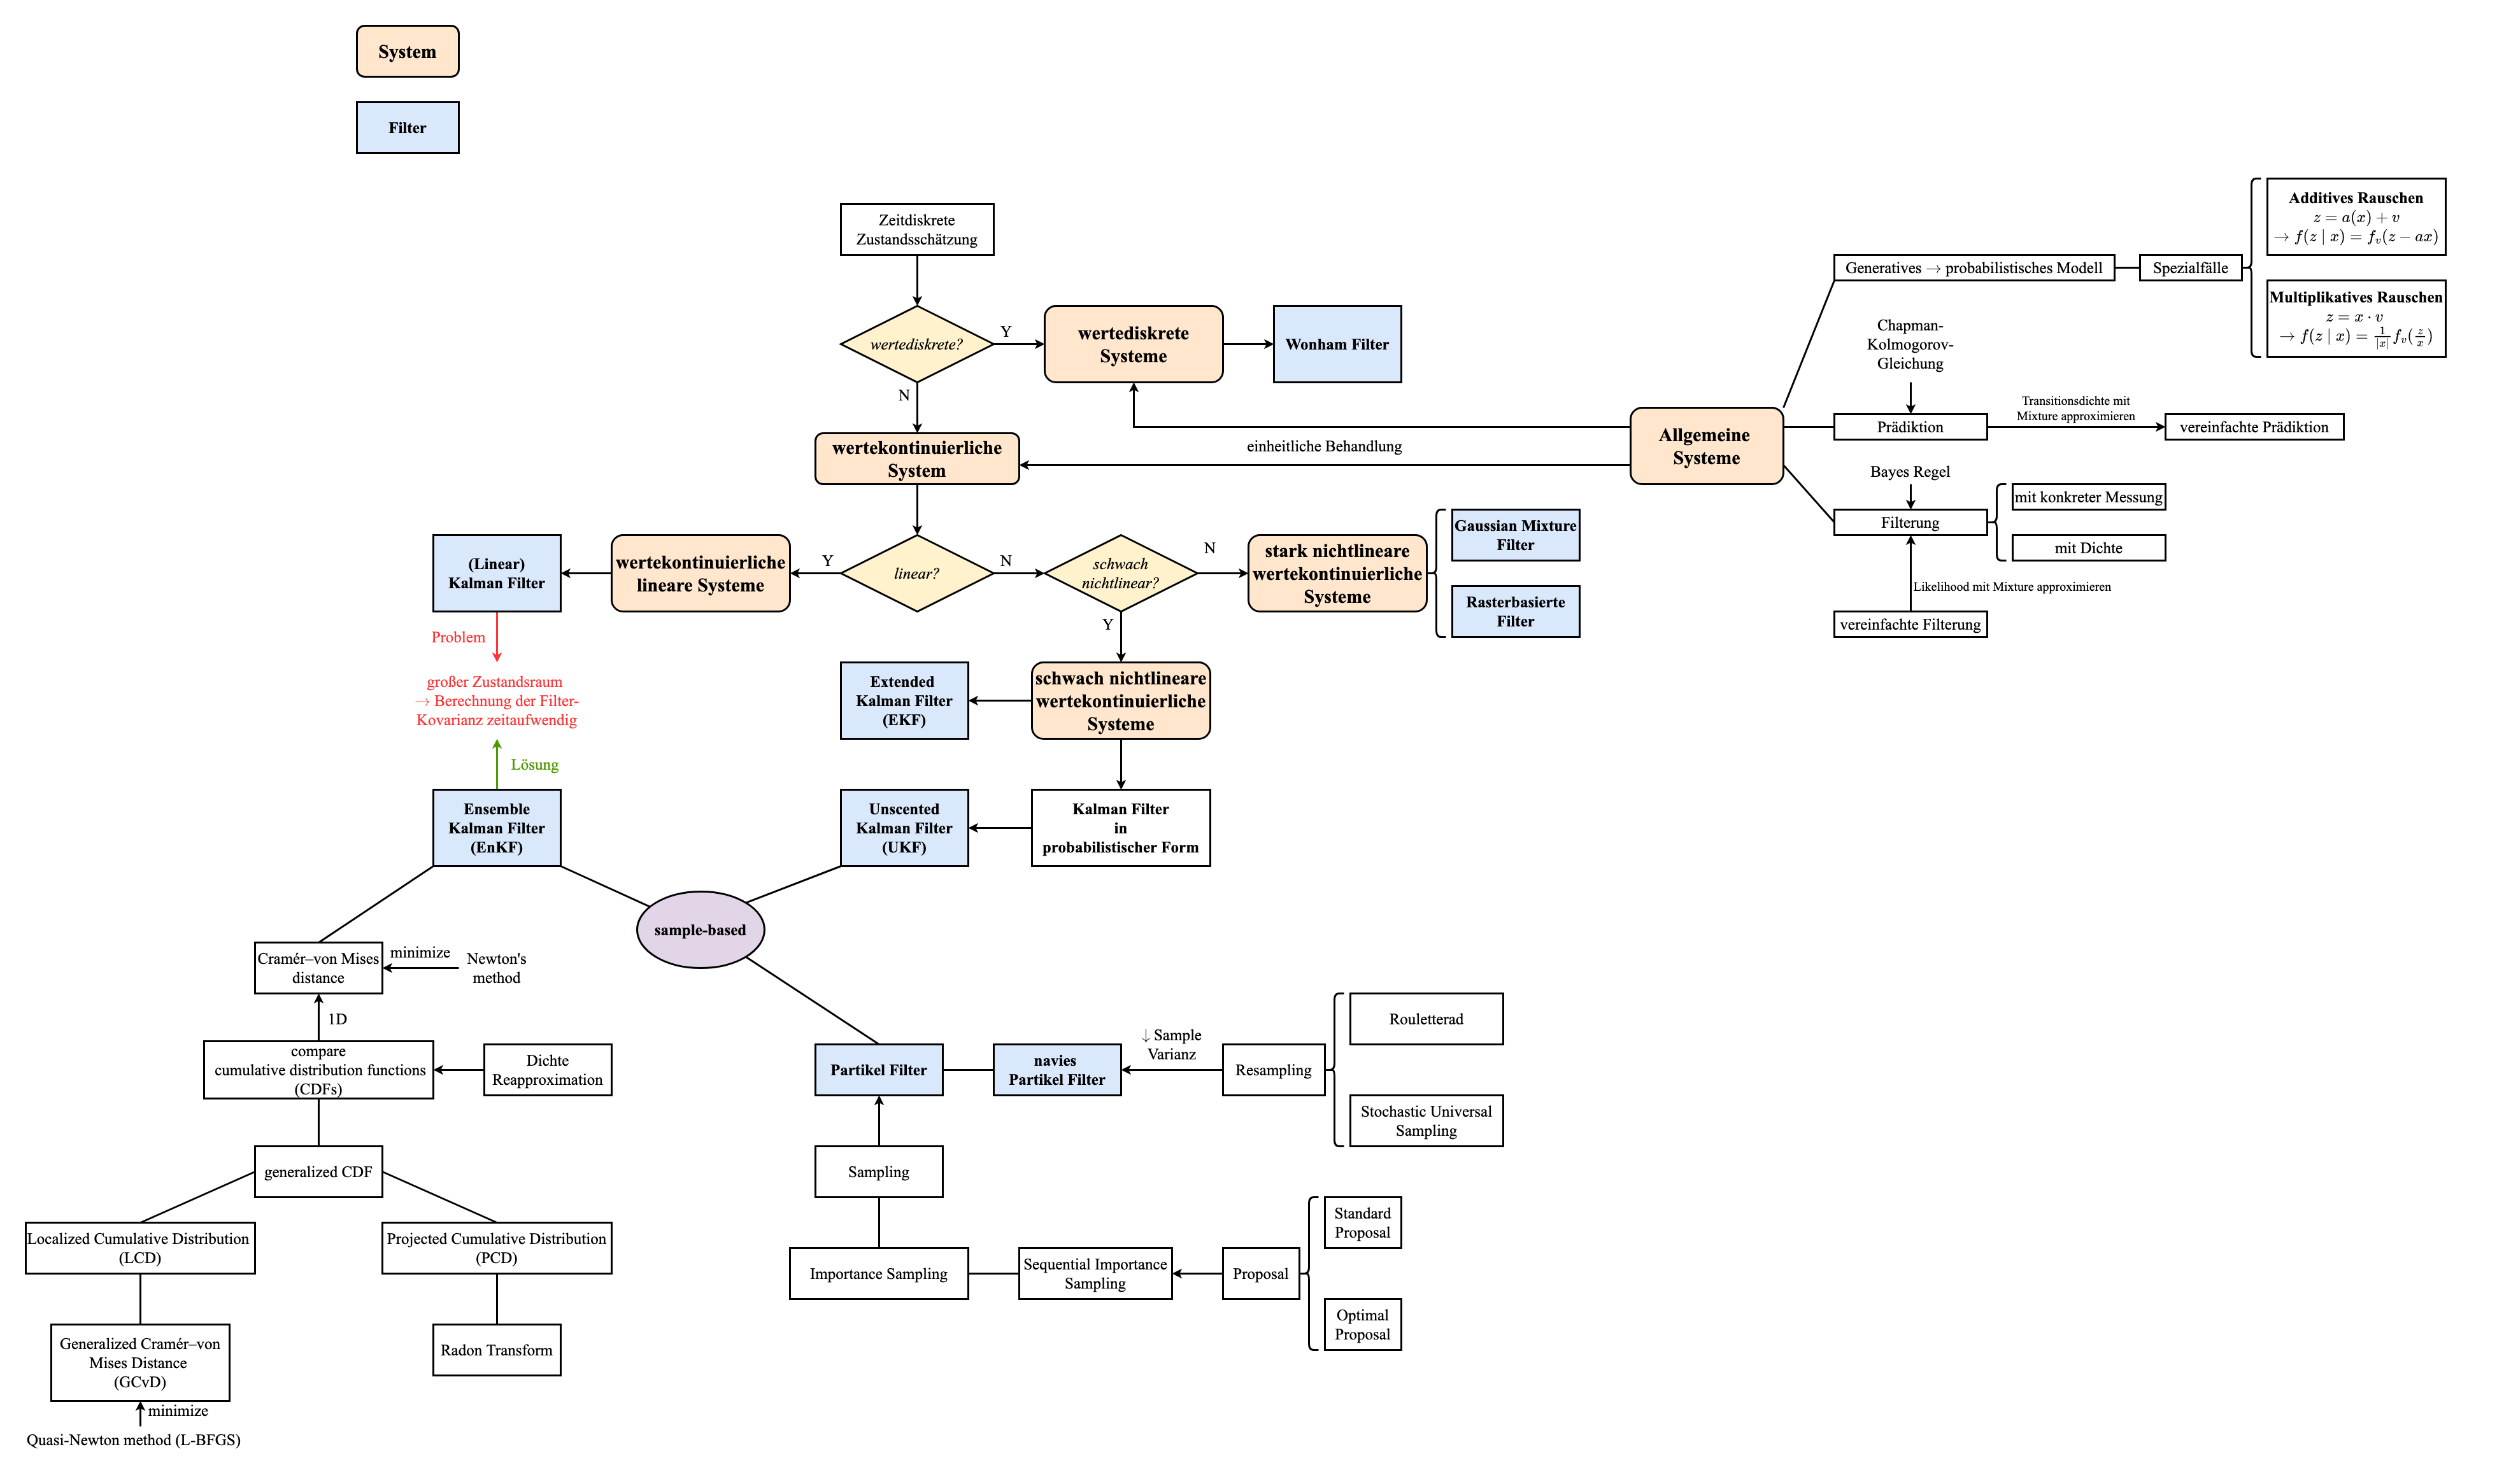 System
Filter
Zeitdiskrete
Zustandsschätzung
wertediskrete?
Y
N
wertediskrete
Systeme
Wonham Filter
wertekontinuierliche
System
einheitliche Behandlung
Allgemeine
Systeme
Generatives → probabilistisches Modell
Spezialfälle
Additives Rauschen
z = a(x) + v
→ f(z | x) = f_v(z − ax)
Multiplikatives Rauschen
z = x · v
→ f(z | x) = \frac{1}{|x|} f_v(\frac{z}{x})
Chapman-
Kolmogorov-
Gleichung
Prädiktion
Transitionsdichte mit
Mixture approximieren
vereinfachte Prädiktion
Bayes Regel
Filterung
mit konkreter Messung
mit Dichte
Likelihood mit Mixture approximieren
vereinfachte Filterung
linear?
Y
N
wertekontinuierliche
lineare Systeme
(Linear)
Kalman Filter
schwach
nichtlinear?
N
Y
stark nichtlineare
wertekontinuierliche
Systeme
Gaussian Mixture
Filter
Rasterbasierte
Filter
Problem
großer Zustandsraum
→ Berechnung der Filter-
Kovarianz zeitaufwendig
Lösung
Extended
Kalman Filter
(EKF)
schwach nichtlineare
wertekontinuierliche
Systeme
Ensemble
Kalman Filter
(EnKF)
Unscented
Kalman Filter
(UKF)
Kalman Filter
in
probabilistischer Form
sample-based
Cramér–von Mises
distance
minimize
Newton's
method
1D
compare
cumulative distribution functions
(CDFs)
Dichte
Reapproximation
generalized CDF
Localized Cumulative Distribution
(LCD)
Projected Cumulative Distribution
(PCD)
Generalized Cramér–von
Mises Distance
(GCvD)
Radon Transform
minimize
Quasi-Newton method (L-BFGS)
Partikel Filter
navies
Partikel Filter
↓ Sample
Varianz
Resampling
Rouletterad
Stochastic Universal
Sampling
Sampling
Importance Sampling
Sequential Importance
Sampling
Proposal
Standard
Proposal
Optimal
Proposal